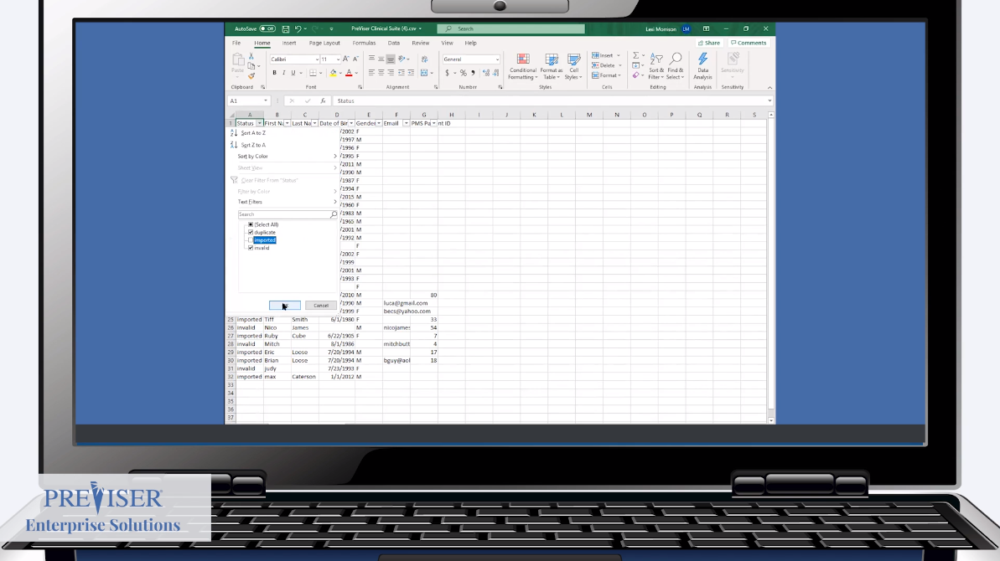 AutoSave Off PreViser Clinical Suite (4).csv Search Lexi Morrison LM
File Home Insert Page Layout Formulas Data Review View Help Share Comments
Paste Calibri 11 General Conditional Formatting Format as Table Cell Styles Insert Delete Format Sort & Filter Find & Select Data Analysis Sensitivity
Clipboard Font Alignment Number Styles Cells Editing Analysis Sensitivity
A1 Status
A B C D E F G H I J K L M N O P Q R S
1 Status First Na Last Na Date of Bir Gender Email PMS Pa nt ID
Sort A to Z
Sort Z to A
Sort by Color
Sheet View
Clear Filter From "Status"
Filter by Color
Text Filters
Search
(Select All)
duplicate
imported
invalid
Cancel
/2002 F
/1997 M
/1996 F
/1995 F
/2011 M
/1990 M
/1987 F
/1994 F
/2015 M
/1960 F
/1983 M
/1965 M
/2001 M
/1992 M
F
/2002 F
/1999
/2001 M
/1993 F
F
/2010 M 80
/1990 M luca@gmail.com
/1999 F becs@yahoo.com
25 imported Tiff Smith 6/1/1980 F 33
26 invalid Nico James M nicojames 54
27 imported Ruby Cube 6/22/1905 F 7
28 invalid Mitch 8/1/1986 mitchbutt 4
29 imported Eric Loose 7/20/1994 M 17
30 imported Brian Loose 7/20/1994 M bguy@aol 18
31 invalid judy 7/23/1993 F
32 imported max Caterson 1/1/2012 M
33
34
35
36
37
PREVISER
Enterprise Solutions